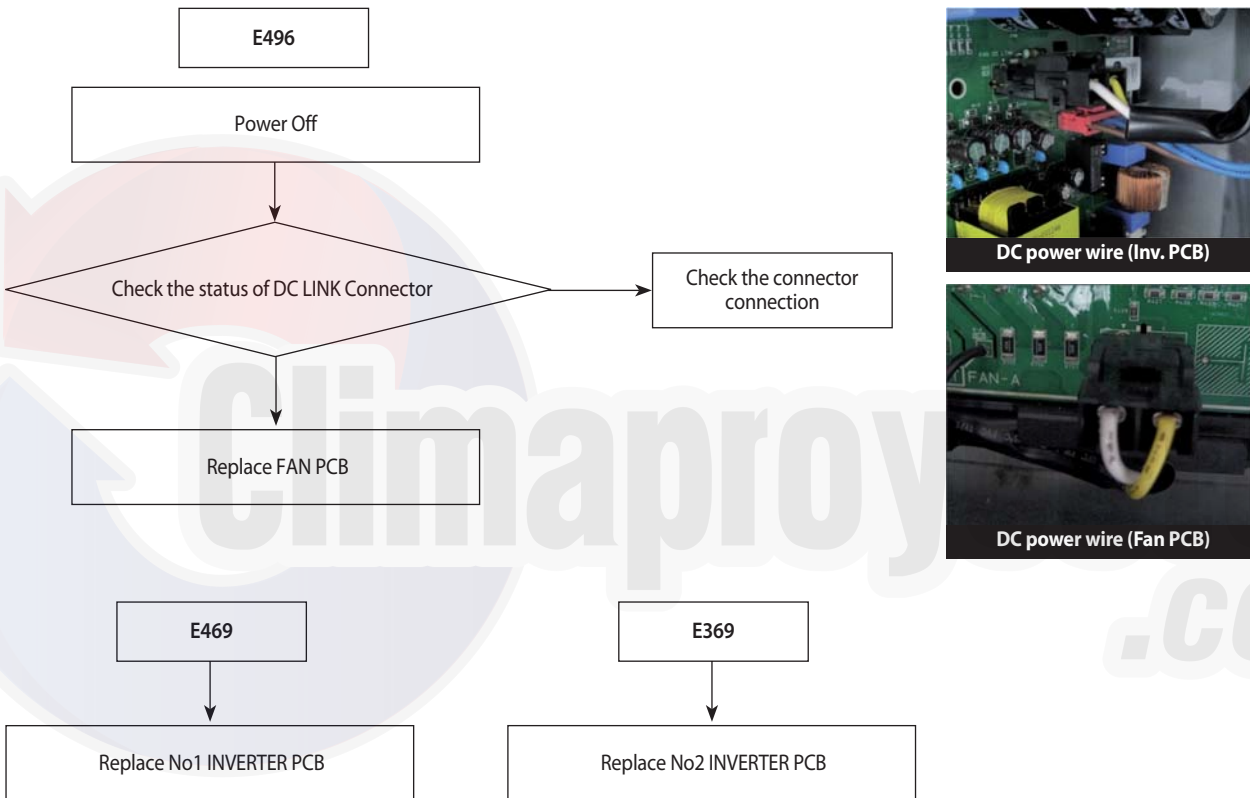 E496
Power Off
Check the status of DC LINK Connector
Check the connector
connection
Replace FAN PCB
DC power wire (Inv. PCB)
FAN-A
DC power wire (Fan PCB)
Climaproy
.co
E469
E369
Replace No1 INVERTER PCB
Replace No2 INVERTER PCB